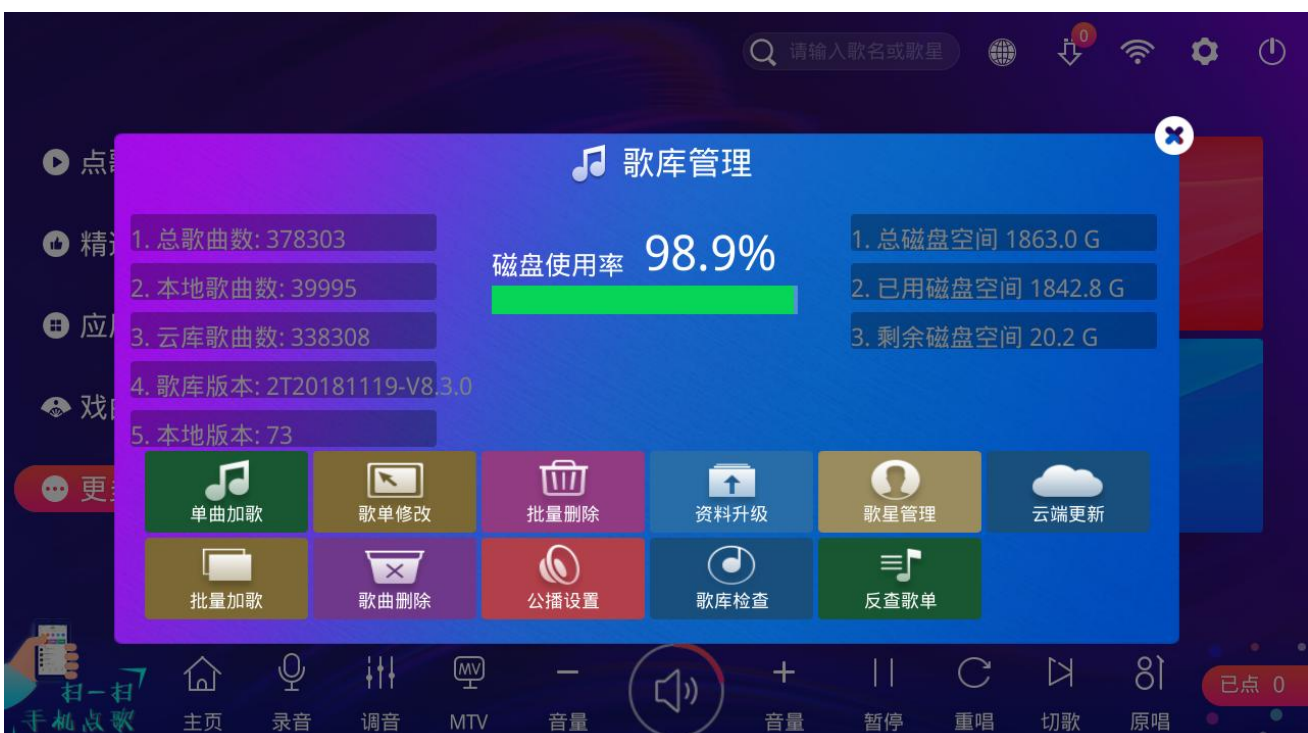 请输入歌名或歌星
0
点
歌库管理
精
1. 总歌曲数: 378303
磁盘使用率 98.9%
1. 总磁盘空间 1863.0 G
2. 本地歌曲数: 39995
2. 已用磁盘空间 1842.8 G
应
3. 云库歌曲数: 338308
3. 剩余磁盘空间 20.2 G
4. 歌库版本: 2T20181119-V8.3.0
戏
5. 本地版本: 73
更
单曲加歌
歌单修改
批量删除
资料升级
歌星管理
云端更新
批量加歌
歌曲删除
公播设置
歌库检查
反查歌单
扫一扫
手机点歌
主页
录音
调音
MV
MTV
音量
音量
暂停
重唱
切歌
原唱
已点 0